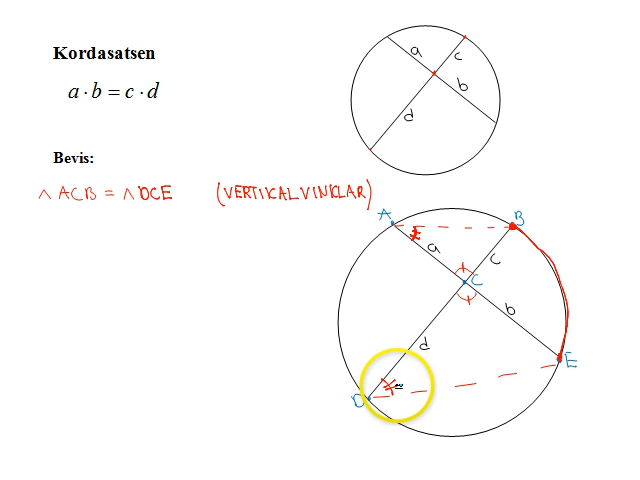 Kordasatsen
a · b = c · d
a
c
b
d
Bevis:
∧ ACB = ∧ DCE (VERTIKALVINKLAR)
A
B
a
c
C
b
d
E
D